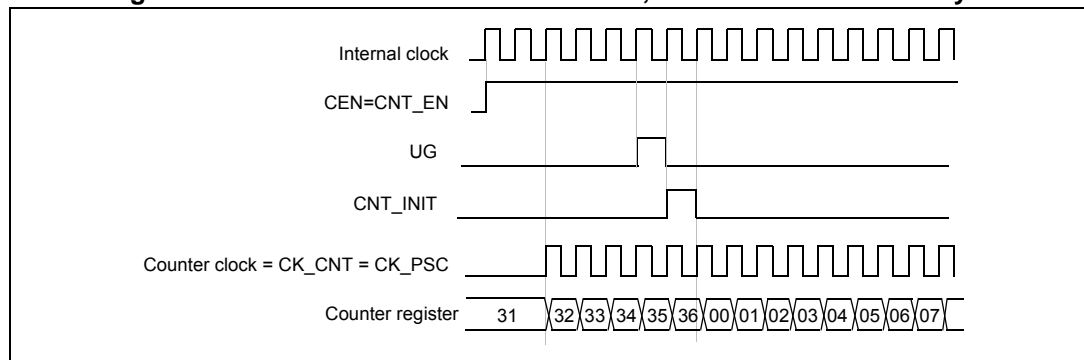 Internal clock
CEN=CNT_EN
UG
CNT_INIT
Counter clock = CK_CNT = CK_PSC
Counter register 31 32 33 34 35 36 00 01 02 03 04 05 06 07